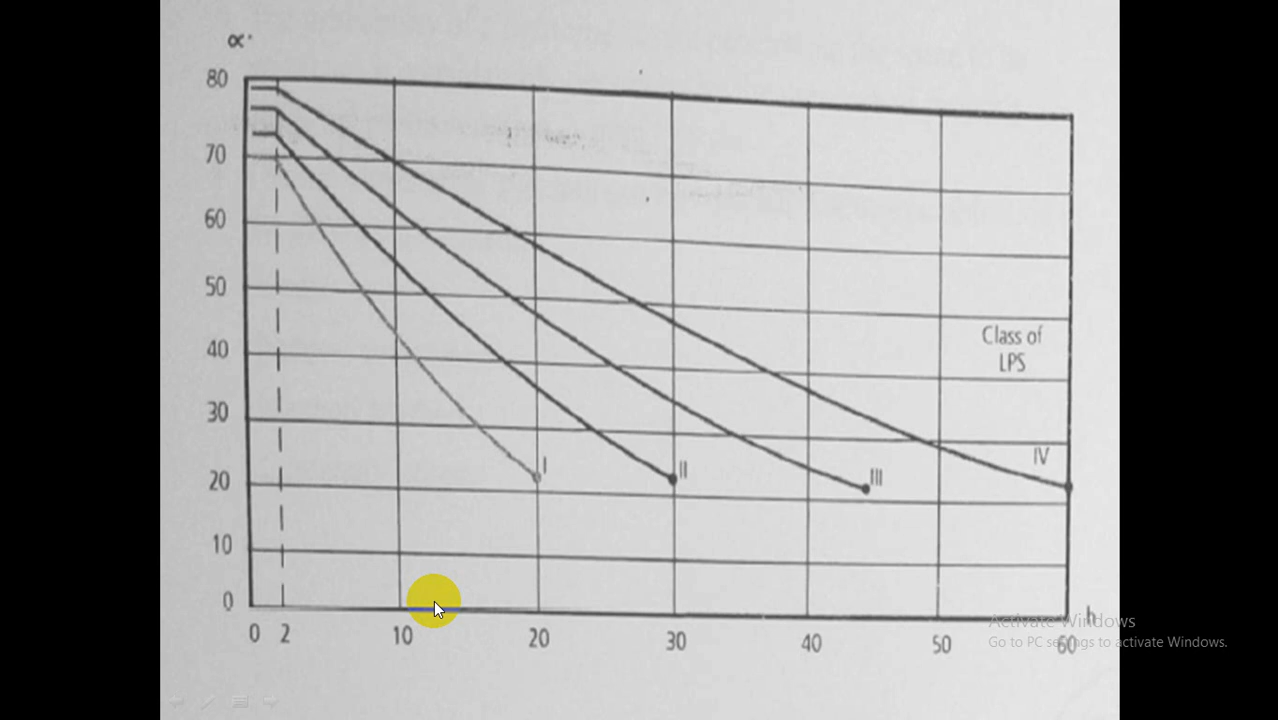 ∝°
80
70
60
50
40
30
20
10
0
Class of
LPS
I
II
III
IV
0 2 10 20 30 40 50 60
h
Activate Windows
Go to PC settings to activate Windows.